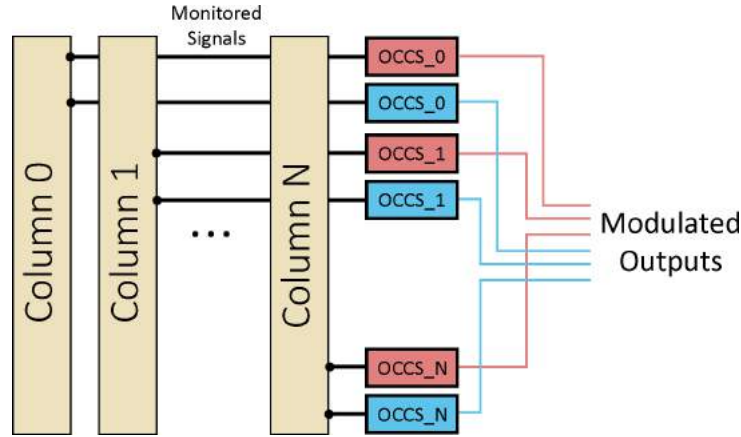 Monitored
Signals
Column 0
Column 1
...
Column N
OCCS_0
OCCS_0
OCCS_1
OCCS_1
OCCS_N
OCCS_N
Modulated
Outputs